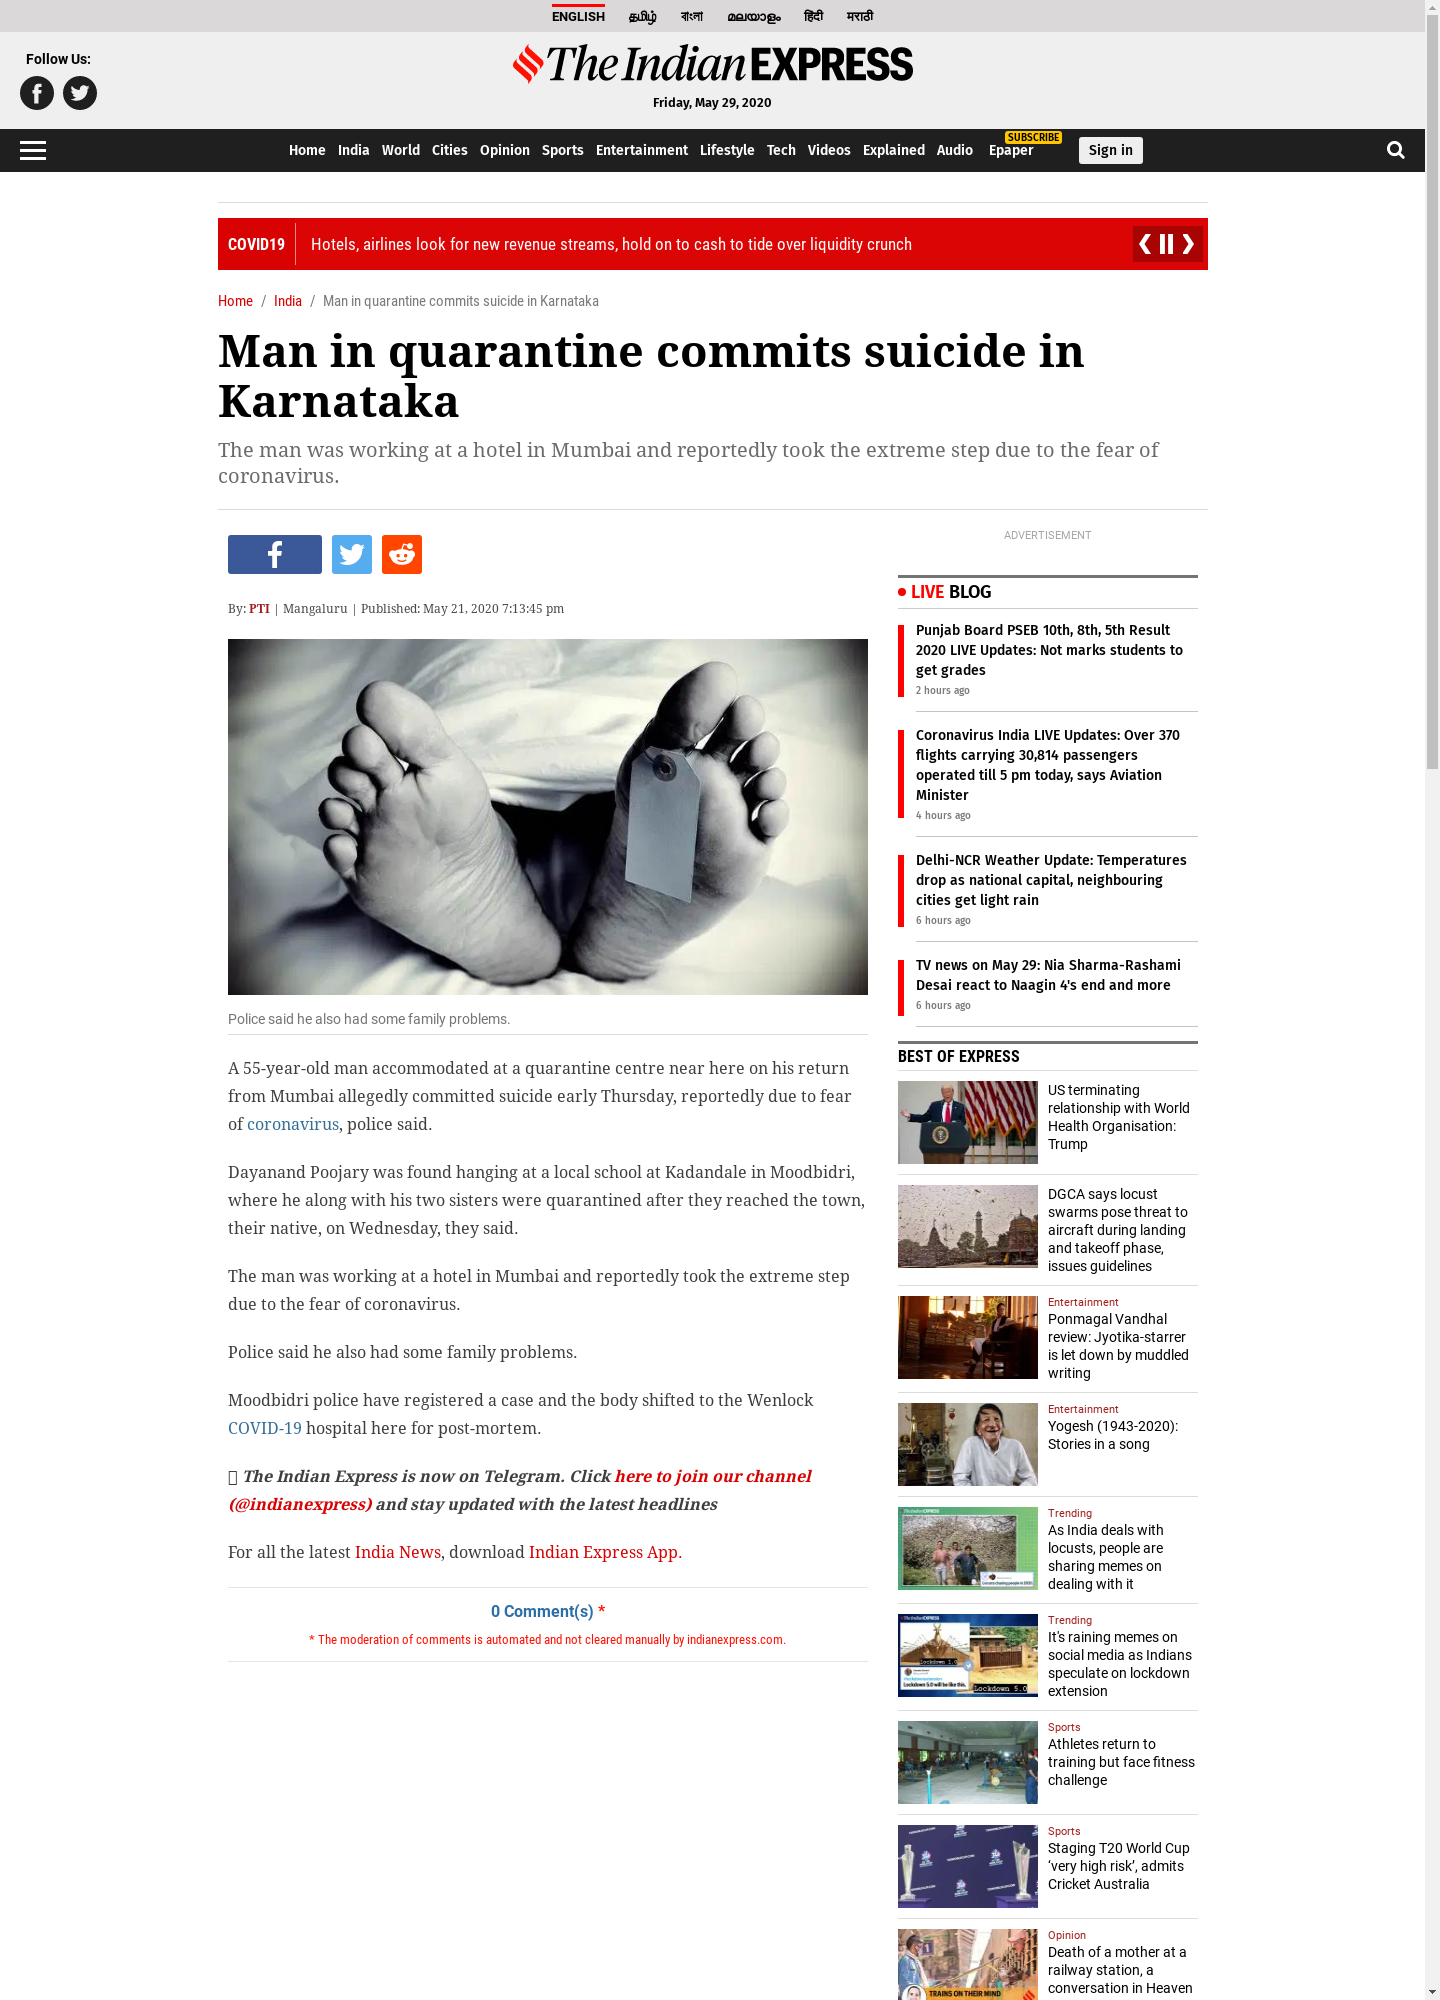 ENGLISH தமிழ் বাংলা മലയാളം हिंदी मराठी
Follow Us:
The Indian EXPRESS
Friday, May 29, 2020
SUBSCRIBE
Home India World Cities Opinion Sports Entertainment Lifestyle Tech Videos Explained Audio Epaper Sign in
COVID19 Hotels, airlines look for new revenue streams, hold on to cash to tide over liquidity crunch
Home / India / Man in quarantine commits suicide in Karnataka
Man in quarantine commits suicide in
Karnataka
The man was working at a hotel in Mumbai and reportedly took the extreme step due to the fear of
coronavirus.
By: PTI | Mangaluru | Published: May 21, 2020 7:13:45 pm
Police said he also had some family problems.
A 55-year-old man accommodated at a quarantine centre near here on his return
from Mumbai allegedly committed suicide early Thursday, reportedly due to fear
of coronavirus, police said.
Dayanand Poojary was found hanging at a local school at Kadandale in Moodbidri,
where he along with his two sisters were quarantined after they reached the town,
their native, on Wednesday, they said.
The man was working at a hotel in Mumbai and reportedly took the extreme step
due to the fear of coronavirus.
Police said he also had some family problems.
Moodbidri police have registered a case and the body shifted to the Wenlock
COVID-19 hospital here for post-mortem.
The Indian Express is now on Telegram. Click here to join our channel
(@indianexpress) and stay updated with the latest headlines
For all the latest India News, download Indian Express App.
0 Comment(s) *
* The moderation of comments is automated and not cleared manually by indianexpress.com.
ADVERTISEMENT
LIVE BLOG
Punjab Board PSEB 10th, 8th, 5th Result
2020 LIVE Updates: Not marks students to
get grades
2 hours ago
Coronavirus India LIVE Updates: Over 370
flights carrying 30,814 passengers
operated till 5 pm today, says Aviation
Minister
4 hours ago
Delhi-NCR Weather Update: Temperatures
drop as national capital, neighbouring
cities get light rain
6 hours ago
TV news on May 29: Nia Sharma-Rashami
Desai react to Naagin 4's end and more
6 hours ago
BEST OF EXPRESS
US terminating
relationship with World
Health Organisation:
Trump
DGCA says locust
swarms pose threat to
aircraft during landing
and takeoff phase,
issues guidelines
Entertainment
Ponmagal Vandhal
review: Jyotika-starrer
is let down by muddled
writing
Entertainment
Yogesh (1943-2020):
Stories in a song
Trending
As India deals with
locusts, people are
sharing memes on
dealing with it
Trending
It's raining memes on
social media as Indians
speculate on lockdown
extension
Lockdown 1.0
Lockdown 5.0 will be like this.
Lockdown 5.0
Sports
Athletes return to
training but face fitness
challenge
Sports
Staging T20 World Cup
‘very high risk’, admits
Cricket Australia
Opinion
Death of a mother at a
railway station, a
conversation in Heaven
TRAINS ON THEIR MIND